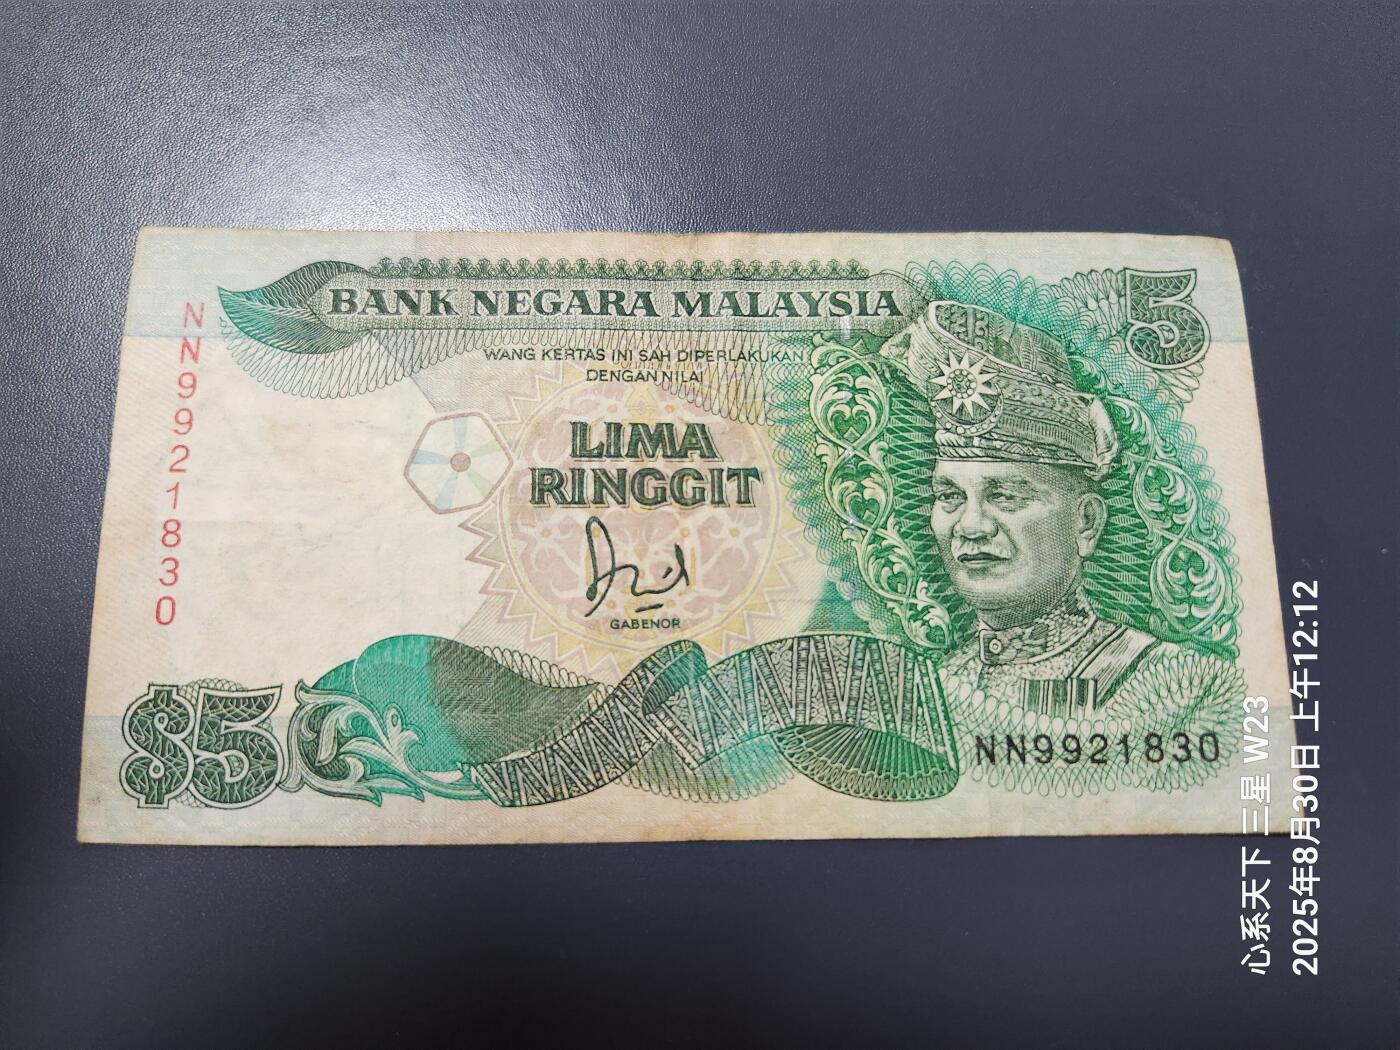 BANK NEGARA MALAYSIA
5
WANG KERTAS INI SAH DIPERLAKUKAN
DENGAN NILAI
LIMA
RINGGIT
GABENOR
NN9921830
$5
NN9921830
心系天下 三星 W23
2025年8月30日 上午12:12